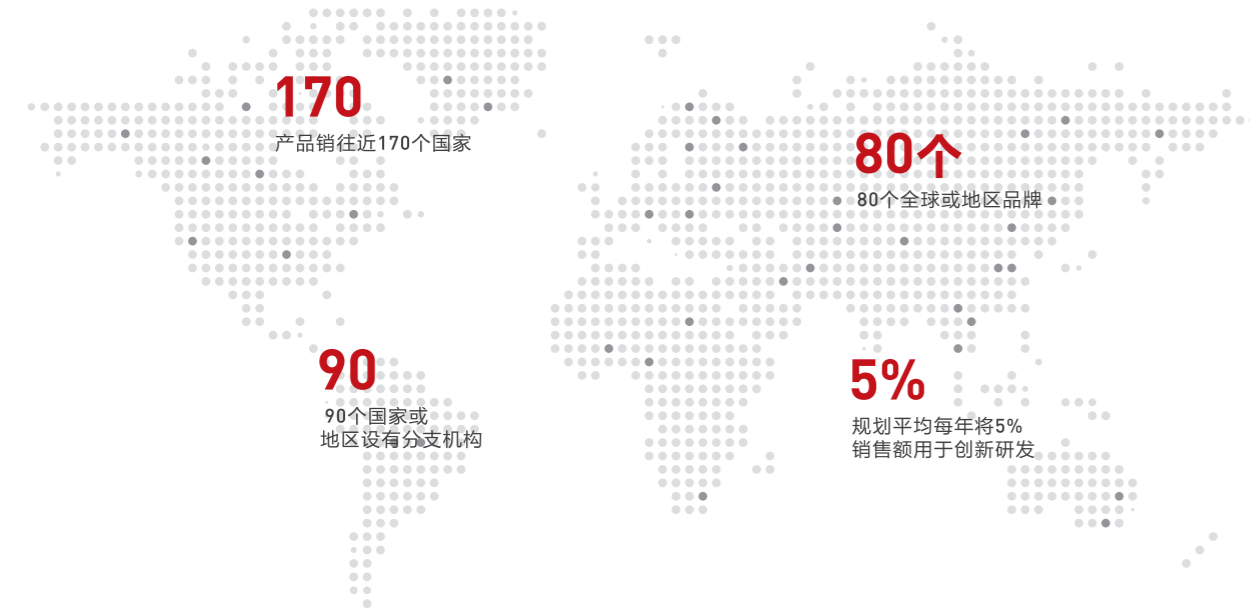 170
产品销往近170个国家
80个
80个全球或地区品牌
90
90个国家或
地区设有分支机构
5%
规划平均每年将5%
销售额用于创新研发